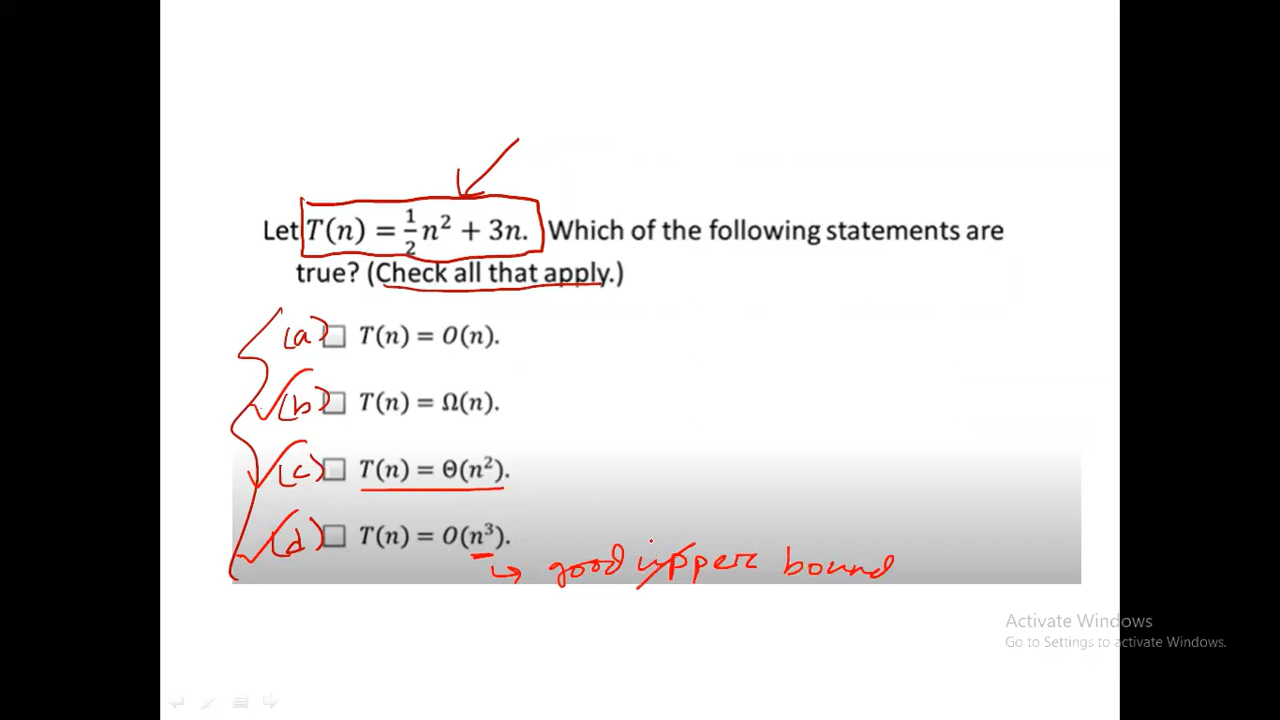 Let T(n) = ½n² + 3n. Which of the following statements are
true? (Check all that apply.)
(a) T(n) = O(n).
(b) T(n) = Ω(n).
(c) T(n) = Θ(n²).
(d) T(n) = O(n³).
↳ good upper bound
Activate Windows
Go to Settings to activate Windows.